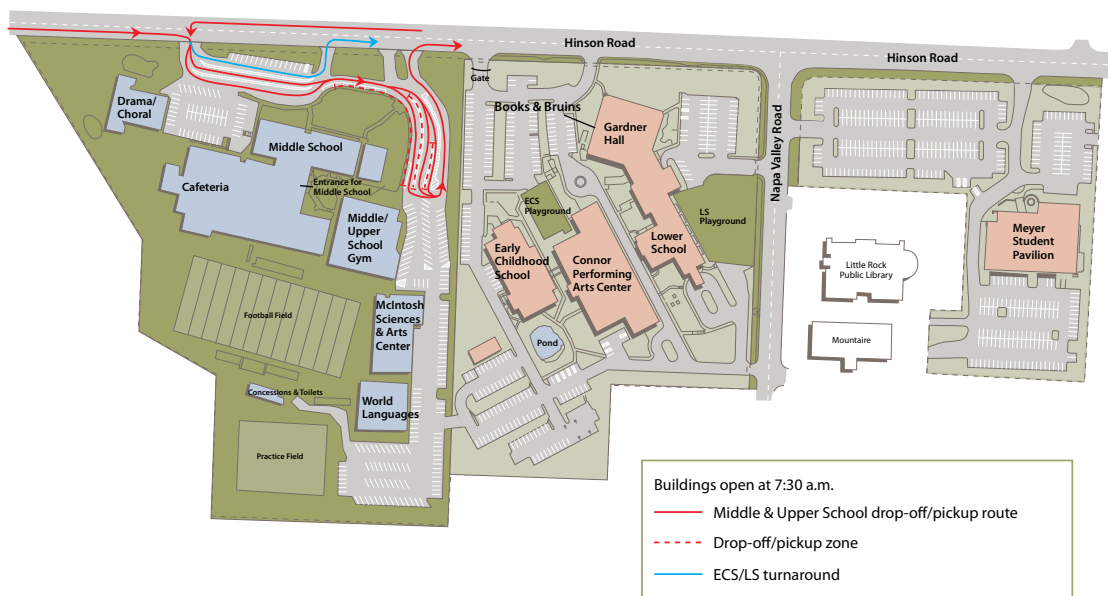 Hinson Road
Hinson Road
Gate
Books & Bruins
Drama/
Choral
Gardner
Hall
Middle School
Napa Valley Road
Cafeteria
Entrance for
Middle School
ECS
Playground
LS
Playground
Middle/
Upper
School
Gym
Early
Childhood
School
Connor
Performing
Arts Center
Lower
School
Meyer
Student
Pavilion
Little Rock
Public Library
McIntosh
Sciences
& Arts
Center
Football Field
Pond
Mountaire
Concessions & Toilets
World
Languages
Practice Field
Buildings open at 7:30 a.m.
Middle & Upper School drop-off/pickup route
Drop-off/pickup zone
ECS/LS turnaround